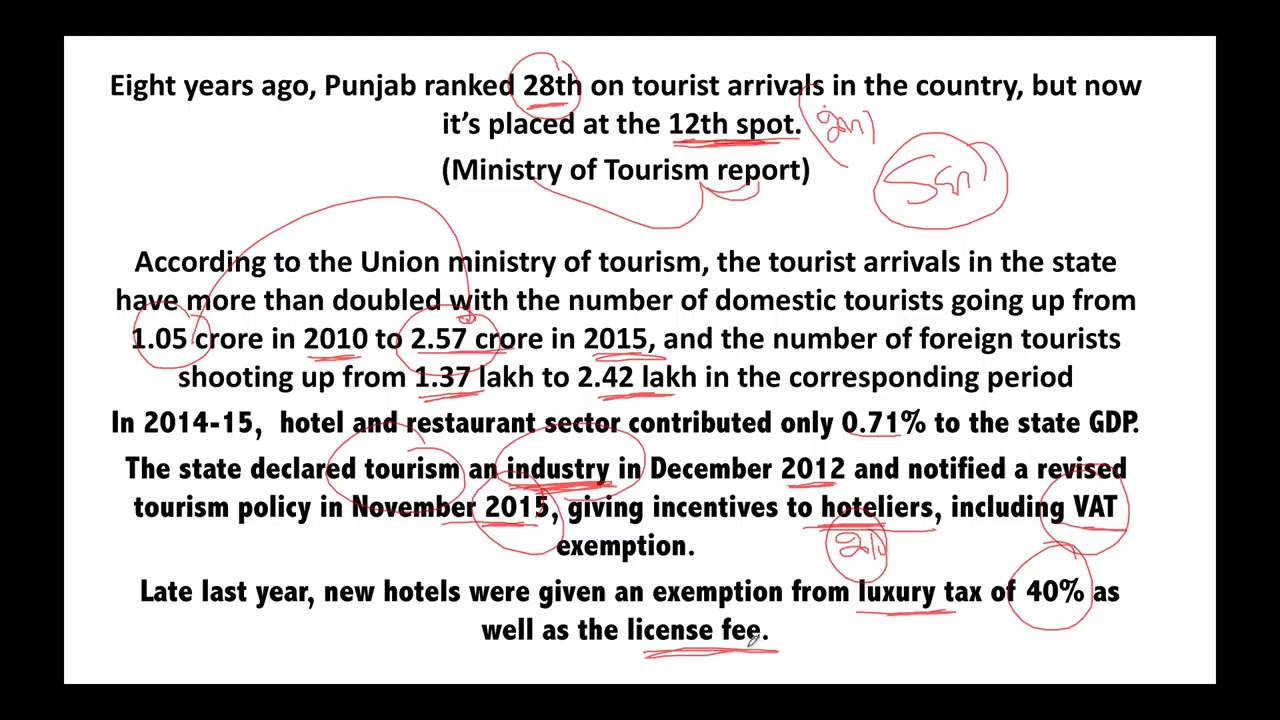 Eight years ago, Punjab ranked 28th on tourist arrivals in the country, but now
it's placed at the 12th spot.
(Ministry of Tourism report)
According to the Union ministry of tourism, the tourist arrivals in the state
have more than doubled with the number of domestic tourists going up from
1.05 crore in 2010 to 2.57 crore in 2015, and the number of foreign tourists
shooting up from 1.37 lakh to 2.42 lakh in the corresponding period
In 2014-15, hotel and restaurant sector contributed only 0.71% to the state GDP.
The state declared tourism an industry in December 2012 and notified a revised
tourism policy in November 2015, giving incentives to hoteliers, including VAT
exemption.
Late last year, new hotels were given an exemption from luxury tax of 40% as
well as the license fee.